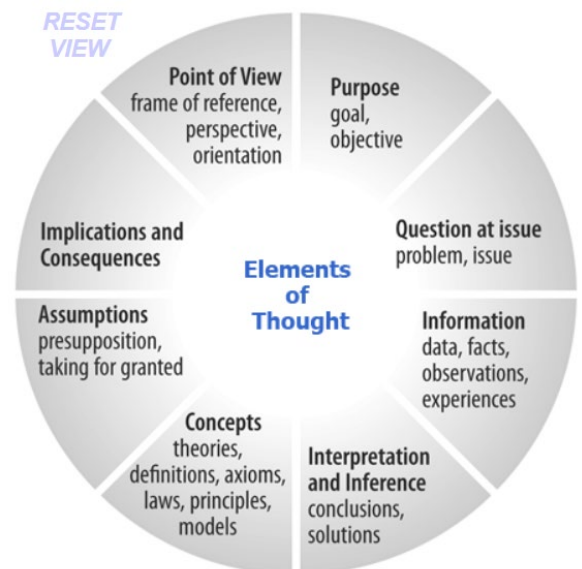 RESET
VIEW
Point of View
frame of reference,
perspective,
orientation
Purpose
goal,
objective
Question at issue
problem, issue
Information
data, facts,
observations,
experiences
Interpretation
and Inference
conclusions,
solutions
Concepts
theories,
definitions, axioms,
laws, principles,
models
Assumptions
presupposition,
taking for granted
Implications and
Consequences
Elements
of
Thought